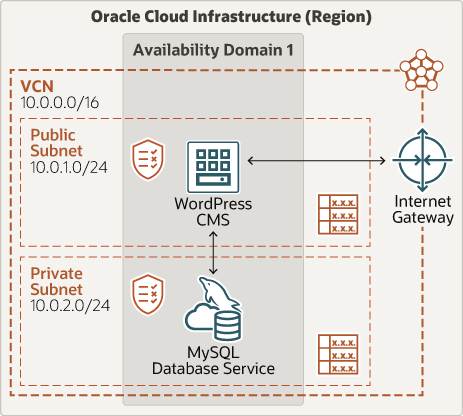 Oracle Cloud Infrastructure (Region)
Availability Domain 1
VCN
10.0.0.0/16
Public
Subnet
10.0.1.0/24
WordPress
CMS
x.x.x.
x.x.x.
x.x.x.
Internet
Gateway
Private
Subnet
10.0.2.0/24
MySQL
Database Service
x.x.x.
x.x.x.
x.x.x.